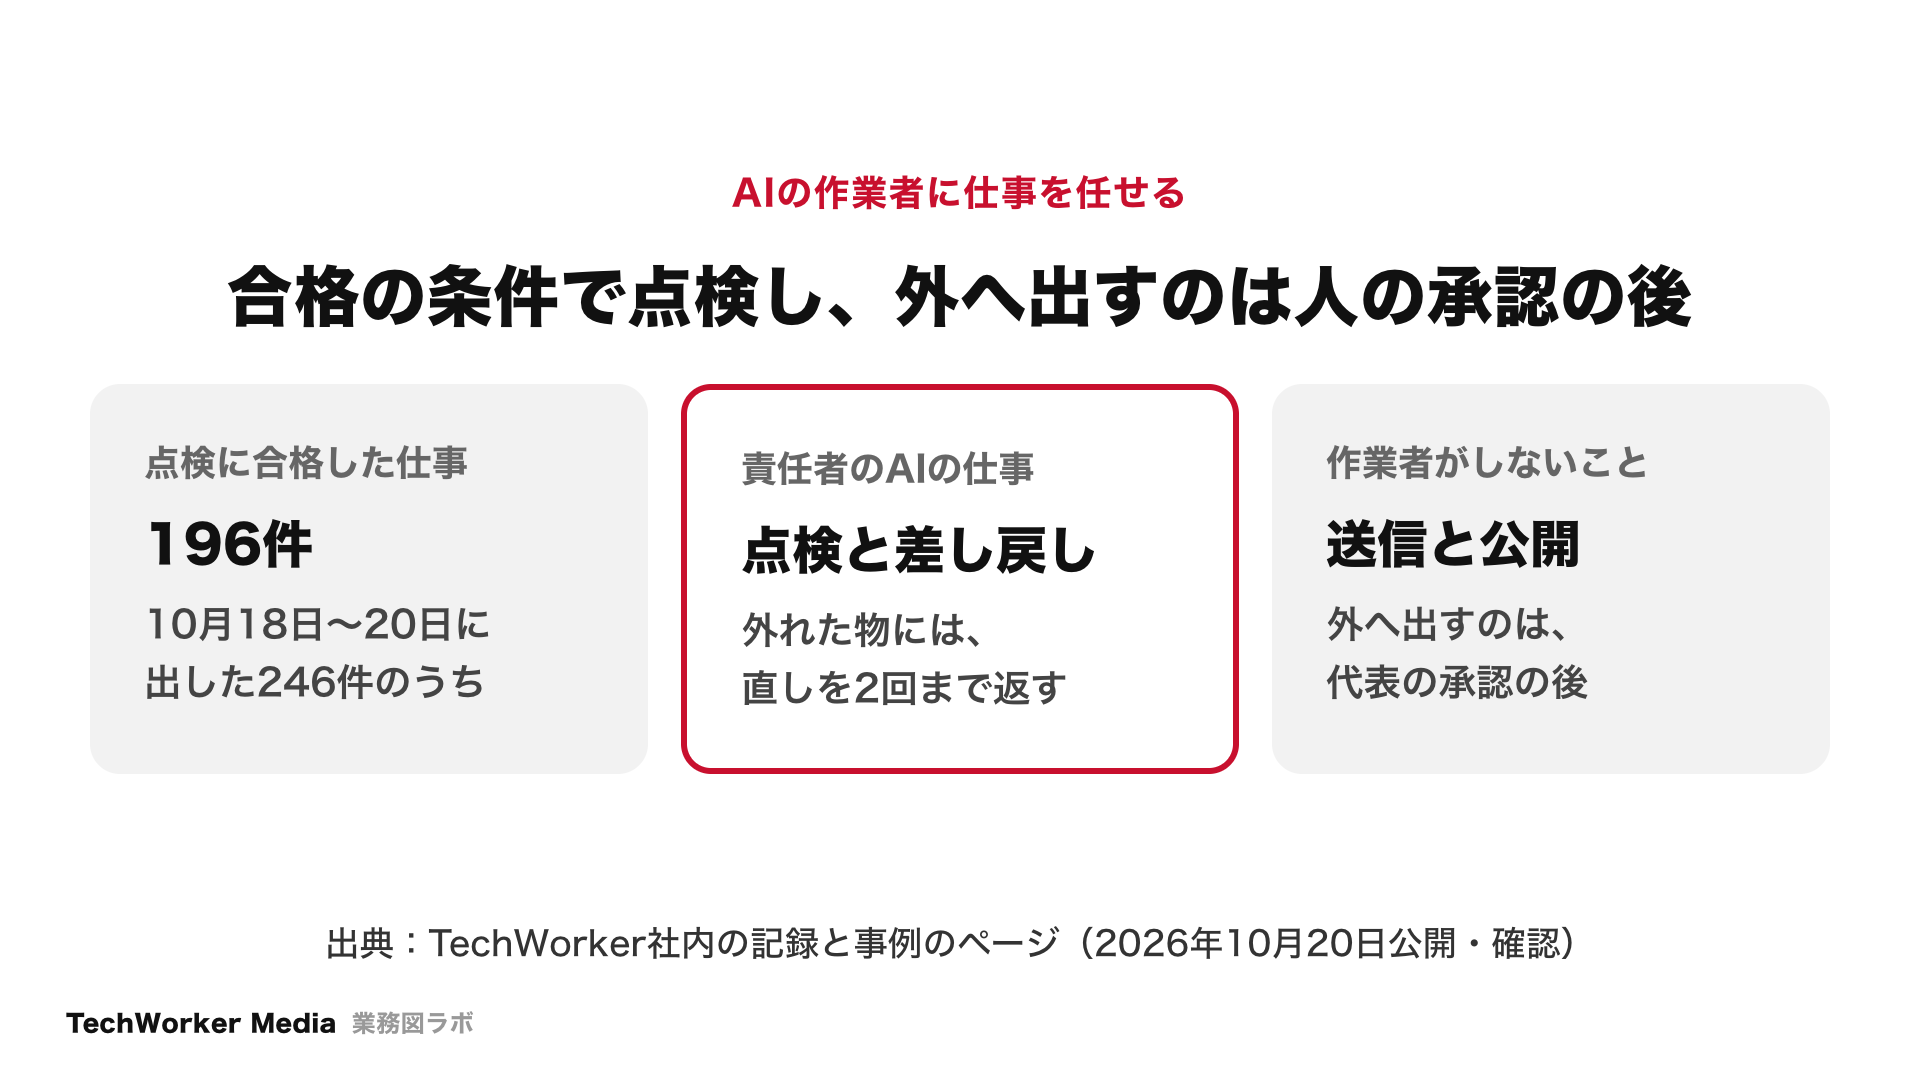 AIの作業者に仕事を任せる
合格の条件で点検し、外へ出すのは人の承認の後
点検に合格した仕事
196件
10月18日〜20日に
出した246件のうち
責任者のAIの仕事
点検と差し戻し
外れた物には、
直しを2回まで返す
作業者がしないこと
送信と公開
外へ出すのは、
代表の承認の後
出典：TechWorker社内の記録と事例のページ（2026年10月20日公開・確認）
TechWorker Media 業務図ラボ